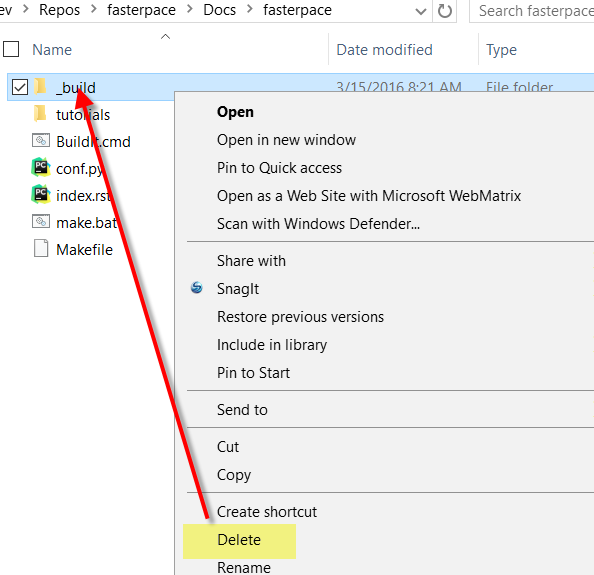 ev > Repos > fasterpace > Docs > fasterpace
Search fasterpace
Name Date modified Type
_build 3/15/2016 8:21 AM File folder
tutorials
BuildIt.cmd
conf.py
index.rst
make.bat
Makefile
Open
Open in new window
Pin to Quick access
Open as a Web Site with Microsoft WebMatrix
Scan with Windows Defender...
Share with
SnagIt
Restore previous versions
Include in library
Pin to Start
Send to
Cut
Copy
Create shortcut
Delete
Rename